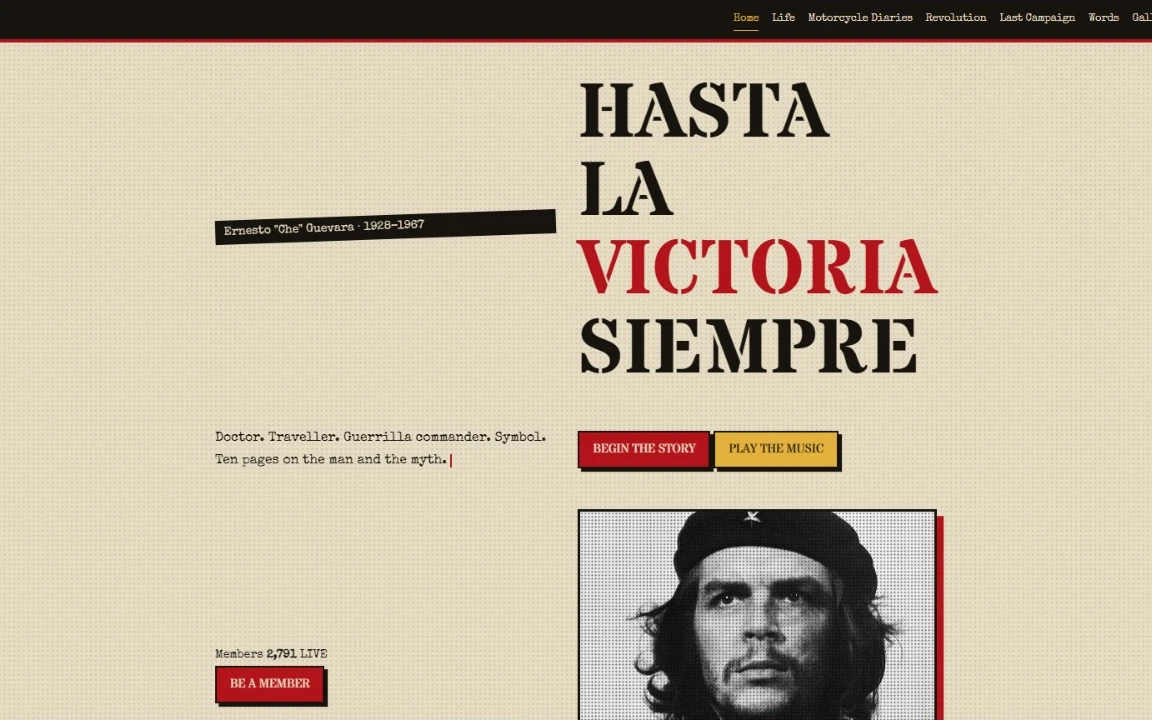 Home Life Motorcycle Diaries Revolution Last Campaign Words
HASTA
LA
VICTORIA
SIEMPRE
Ernesto "Che" Guevara · 1928–1967
Doctor. Traveller. Guerrilla commander. Symbol.
Ten pages on the man and the myth.
BEGIN THE STORY PLAY THE MUSIC
Members 2,791 LIVE
BE A MEMBER